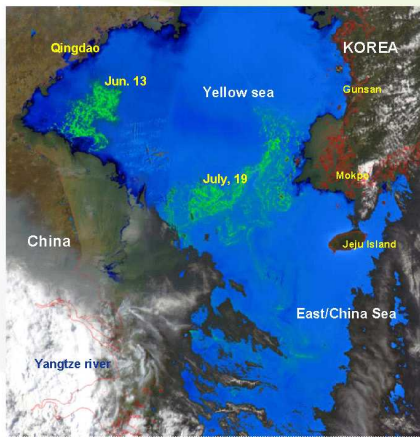 Qingdao
KOREA
Jun. 13
Yellow sea
Gunsan
Mokpo
July, 19
China
Jeju Island
East/China Sea
Yangtze river